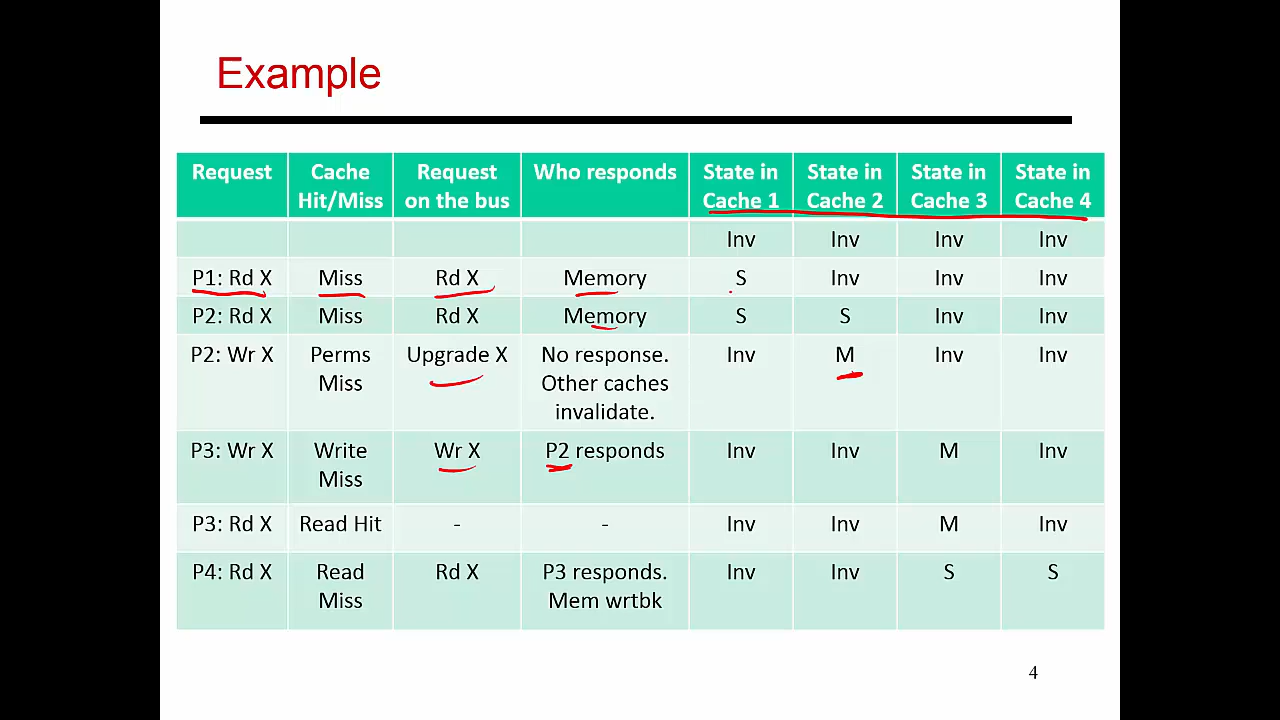 Example
Request Cache Hit/Miss Request on the bus Who responds State in Cache 1 State in Cache 2 State in Cache 3 State in Cache 4
Inv Inv Inv Inv
P1: Rd X Miss Rd X Memory S Inv Inv Inv
P2: Rd X Miss Rd X Memory S S Inv Inv
P2: Wr X Perms Miss Upgrade X No response. Other caches invalidate. Inv M Inv Inv
P3: Wr X Write Miss Wr X P2 responds Inv Inv M Inv
P3: Rd X Read Hit - - Inv Inv M Inv
P4: Rd X Read Miss Rd X P3 responds. Mem wrtbk Inv Inv S S
4